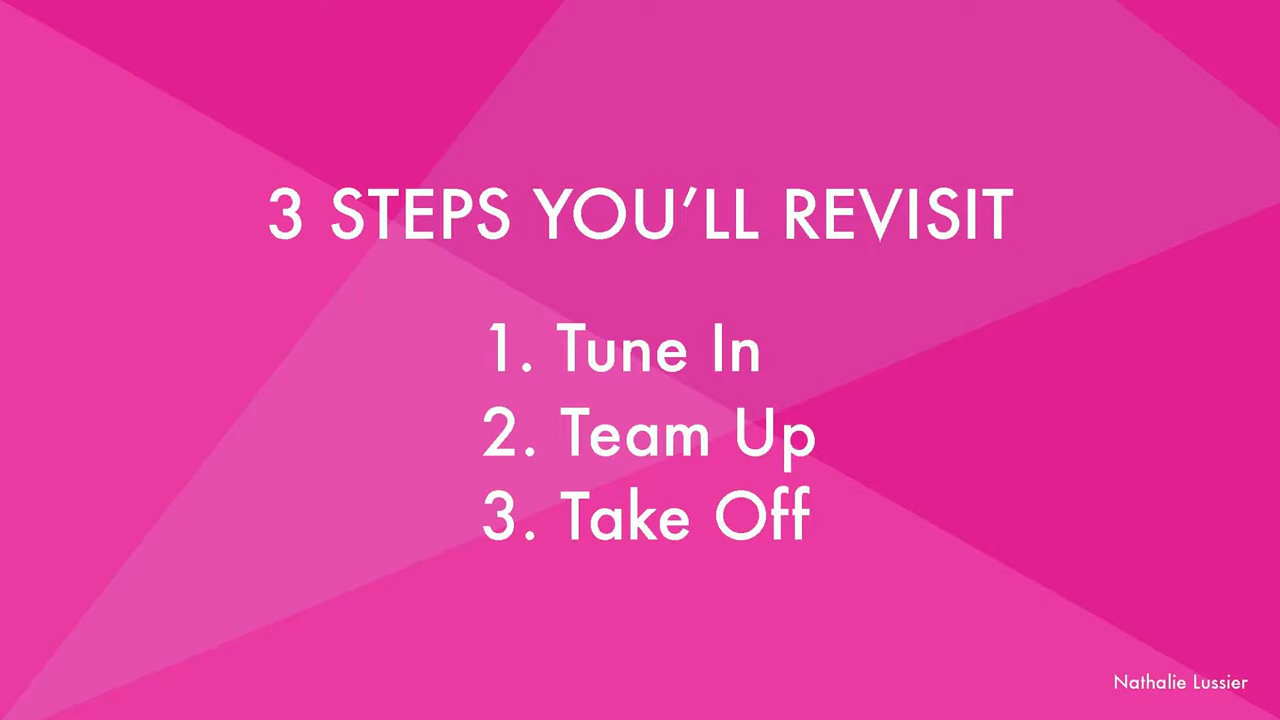 3 STEPS YOU’LL REVISIT
1. Tune In
2. Team Up
3. Take Off
Nathalie Lussier